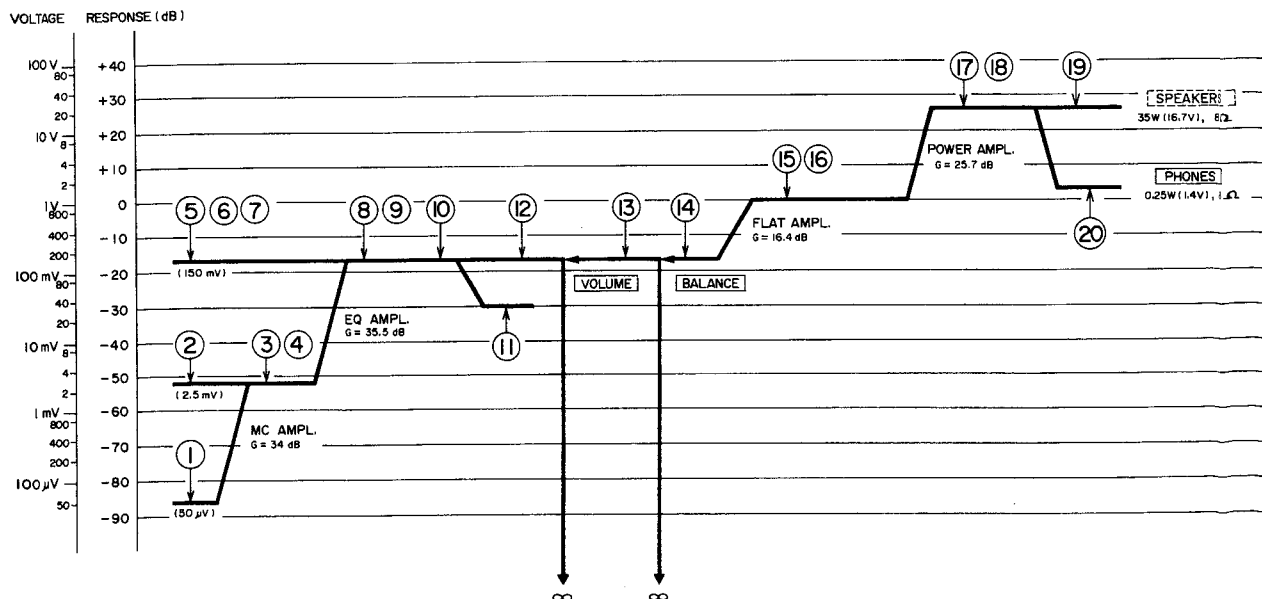 VOLTAGE RESPONSE (dB)
100 V +40
80
40 +30
20
10 V +20
8
4 +10
2
1V 0
800
400 -10
200
100 mV -20
80
40 -30
20
10 mV -40
8
4 -50
2
1 mV -60
800
400 -70
200
100 μV -80
50
-90
1
2
3 4
5 6 7
8 9
10
11
12
13
14
15 16
17 18
19
20
(150 mV)
(2.5 mV)
(50 μV)
MC AMPL.
G = 34 dB
EQ AMPL.
G = 35.5 dB
VOLUME
BALANCE
FLAT AMPL.
G = 16.4 dB
POWER AMPL.
G = 25.7 dB
SPEAKERS
35W (16.7V), 8Ω
PHONES
0.25W (1.4V), Ω
∞ ∞